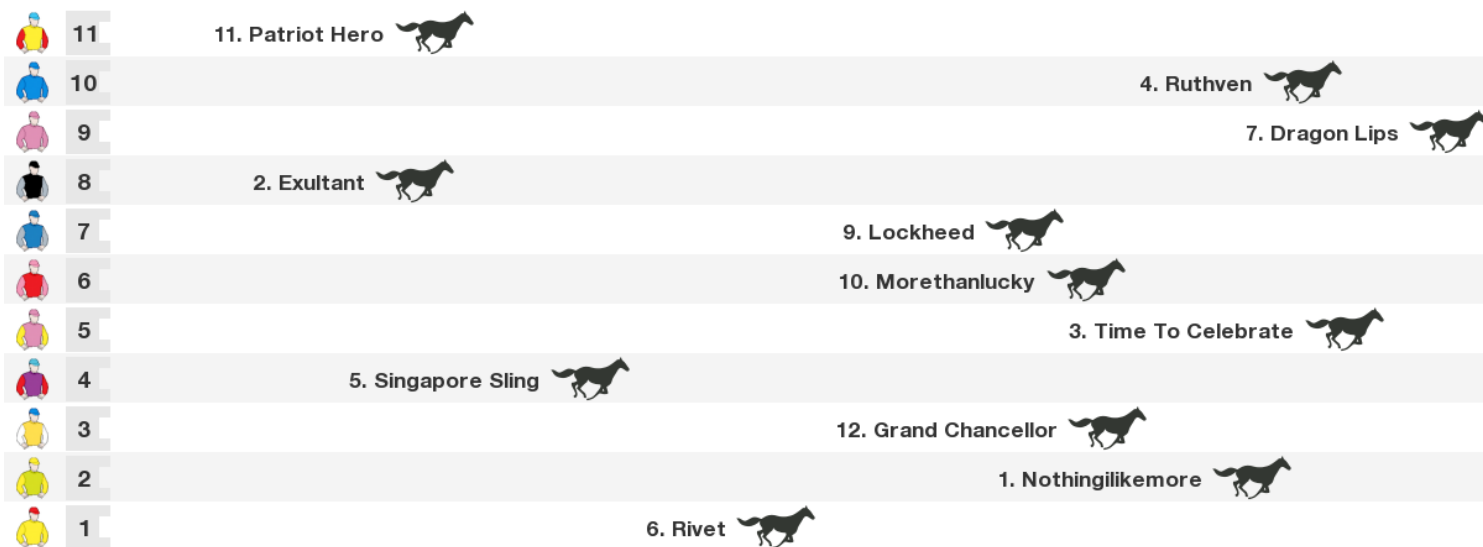 11 11. Patriot Hero
10 4. Ruthven
9 7. Dragon Lips
8 2. Exultant
7 9. Lockheed
6 10. Morethanlucky
5 3. Time To Celebrate
4 5. Singapore Sling
3 12. Grand Chancellor
2 1. Nothingilikemore
1 6. Rivet